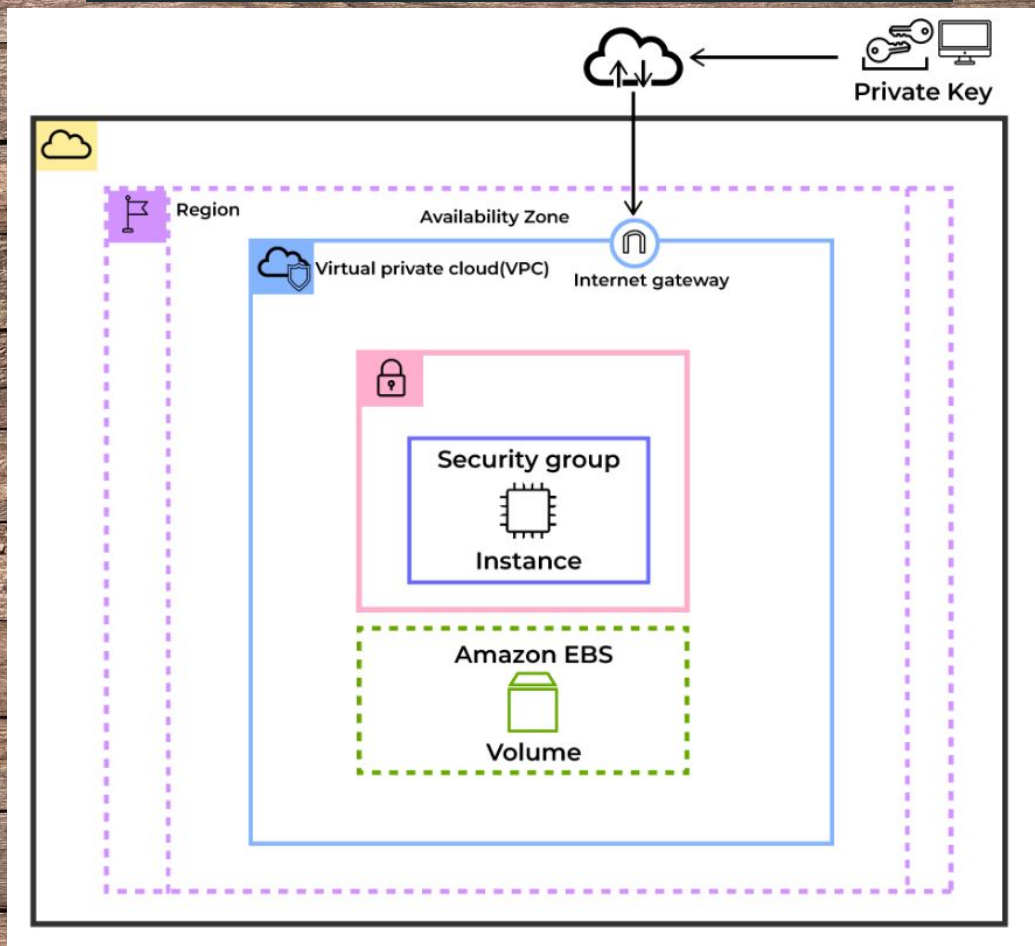 Private Key
Region
Availability Zone
Virtual private cloud(VPC)
Internet gateway
Security group
Instance
Amazon EBS
Volume